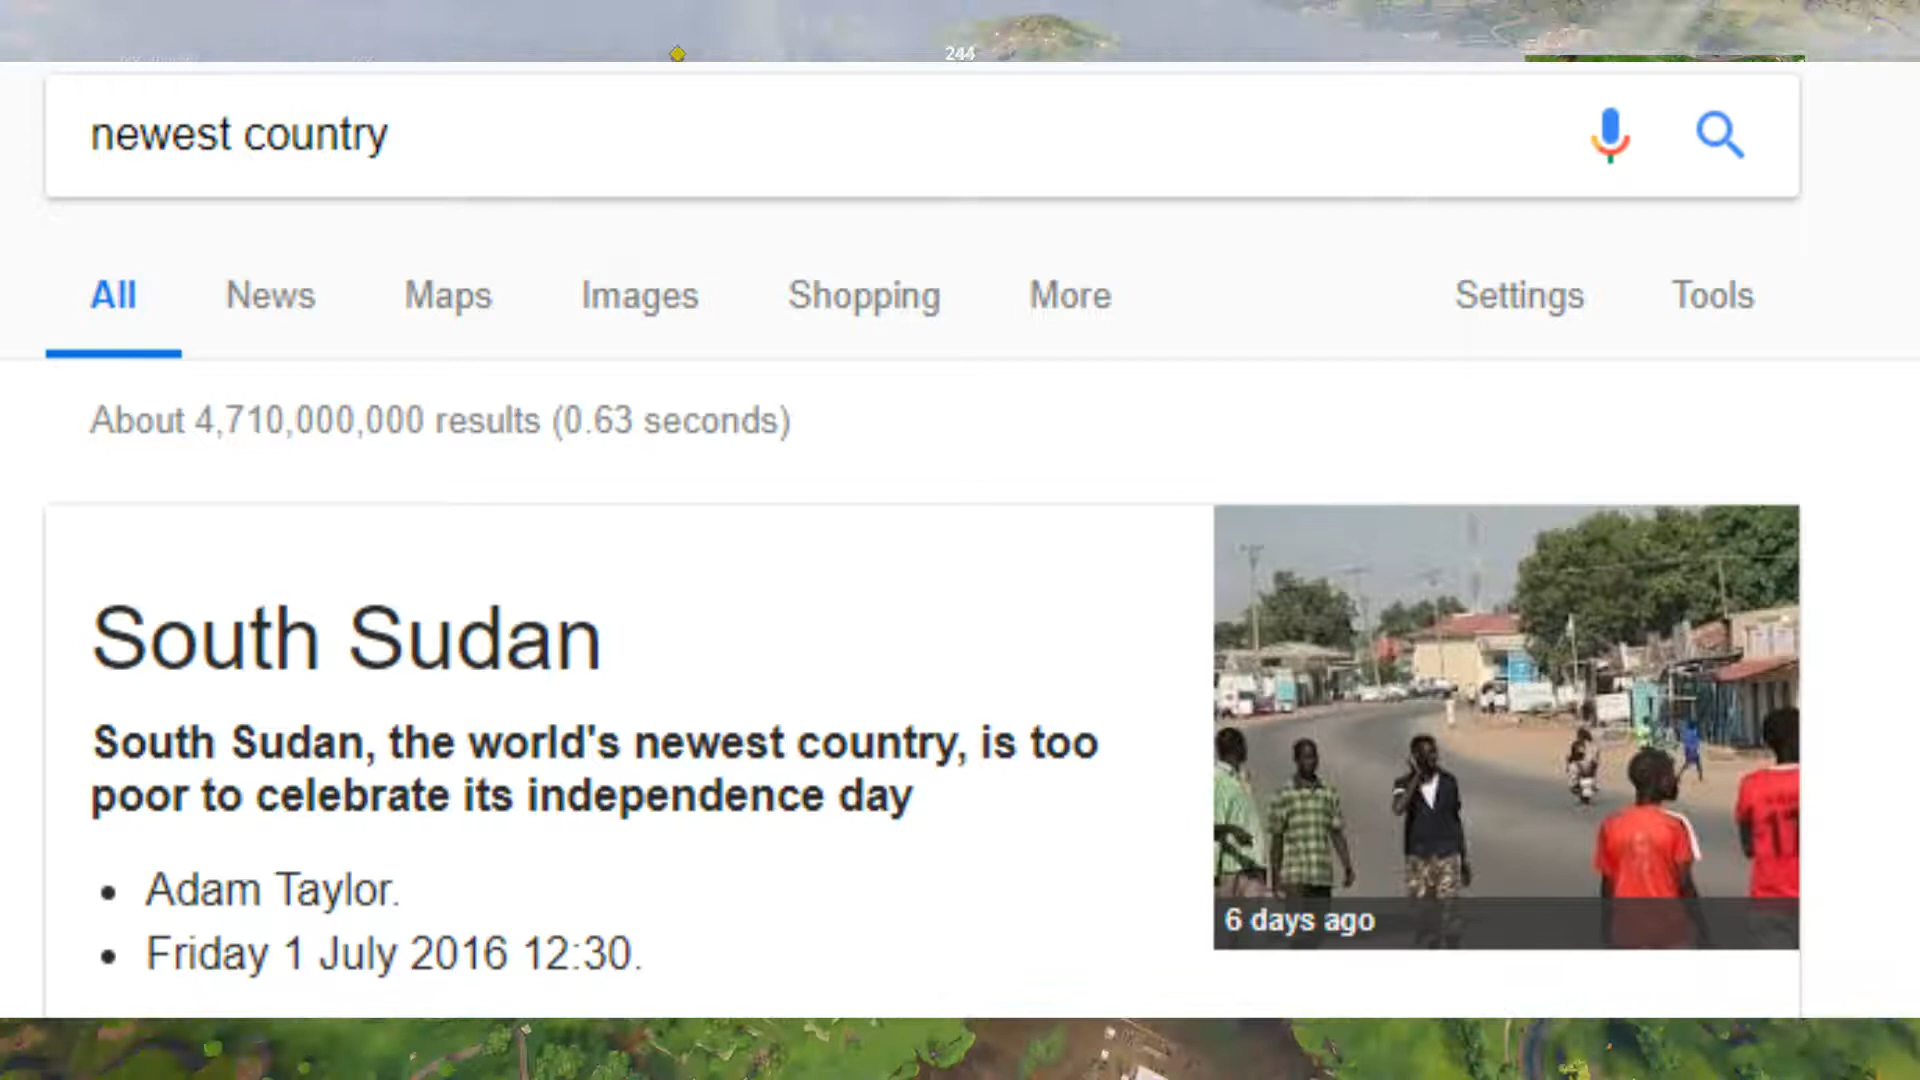 244
newest country
All News Maps Images Shopping More Settings Tools
About 4,710,000,000 results (0.63 seconds)
South Sudan
South Sudan, the world's newest country, is too
poor to celebrate its independence day
• Adam Taylor.
• Friday 1 July 2016 12:30.
6 days ago
17